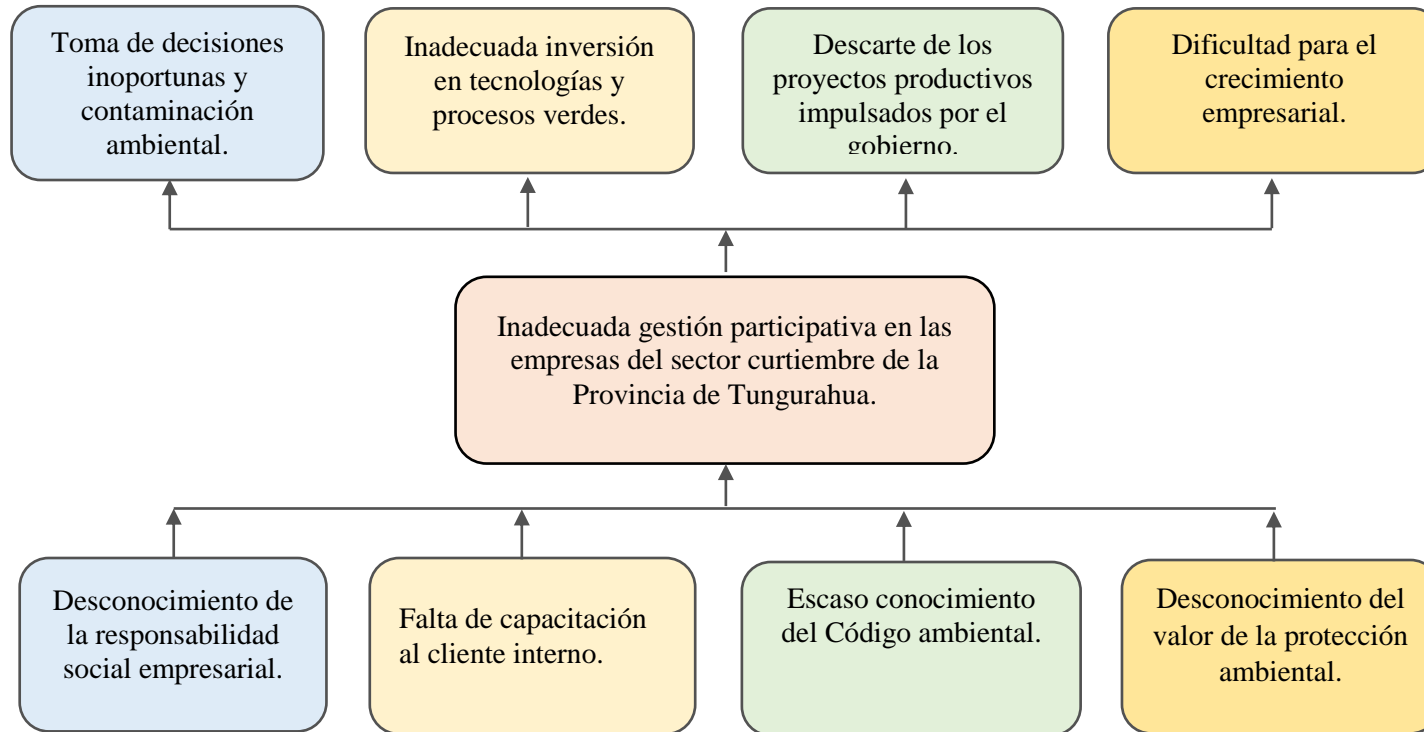 Toma de decisiones
inoportunas y
contaminación
ambiental.
Inadecuada inversión
en tecnologías y
procesos verdes.
Descarte de los
proyectos productivos
impulsados por el
gobierno.
Dificultad para el
crecimiento
empresarial.
Inadecuada gestión participativa en las
empresas del sector curtiembre de la
Provincia de Tungurahua.
Desconocimiento de
la responsabilidad
social empresarial.
Falta de capacitación
al cliente interno.
Escaso conocimiento
del Código ambiental.
Desconocimiento del
valor de la protección
ambiental.